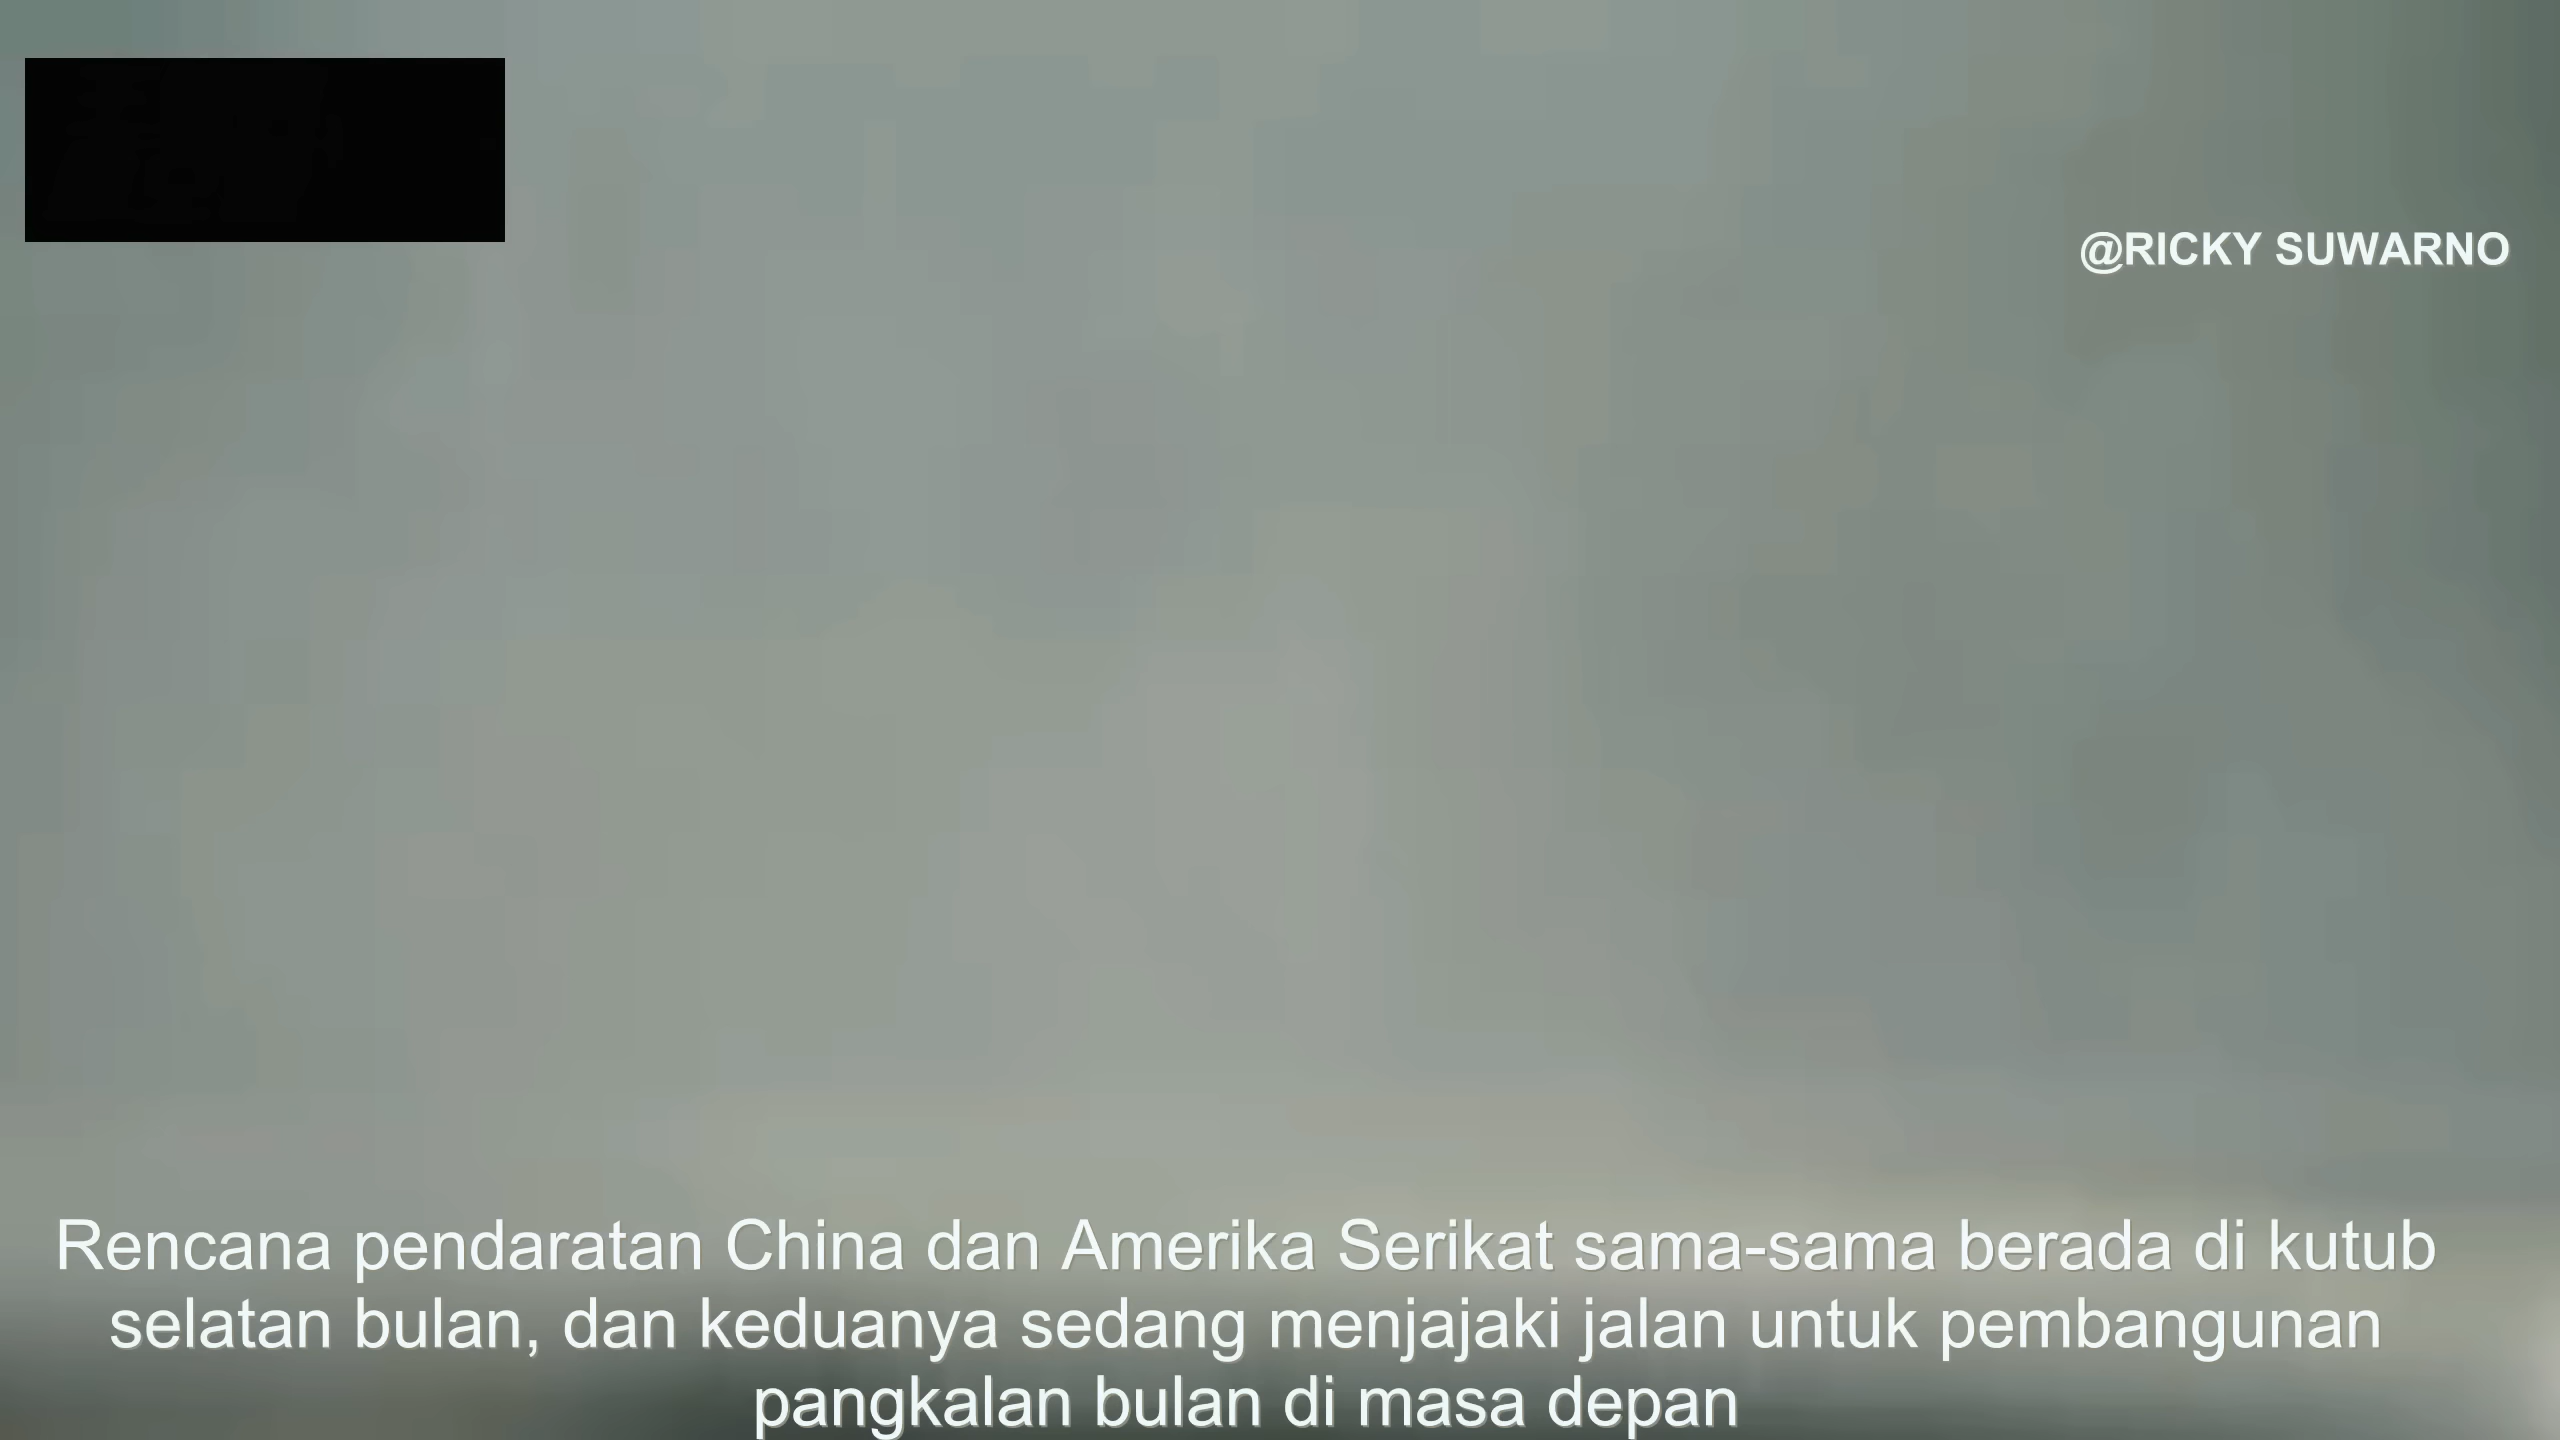 @RICKY SUWARNO
Rencana pendaratan China dan Amerika Serikat sama-sama berada di kutub
selatan bulan, dan keduanya sedang menjajaki jalan untuk pembangunan
pangkalan bulan di masa depan